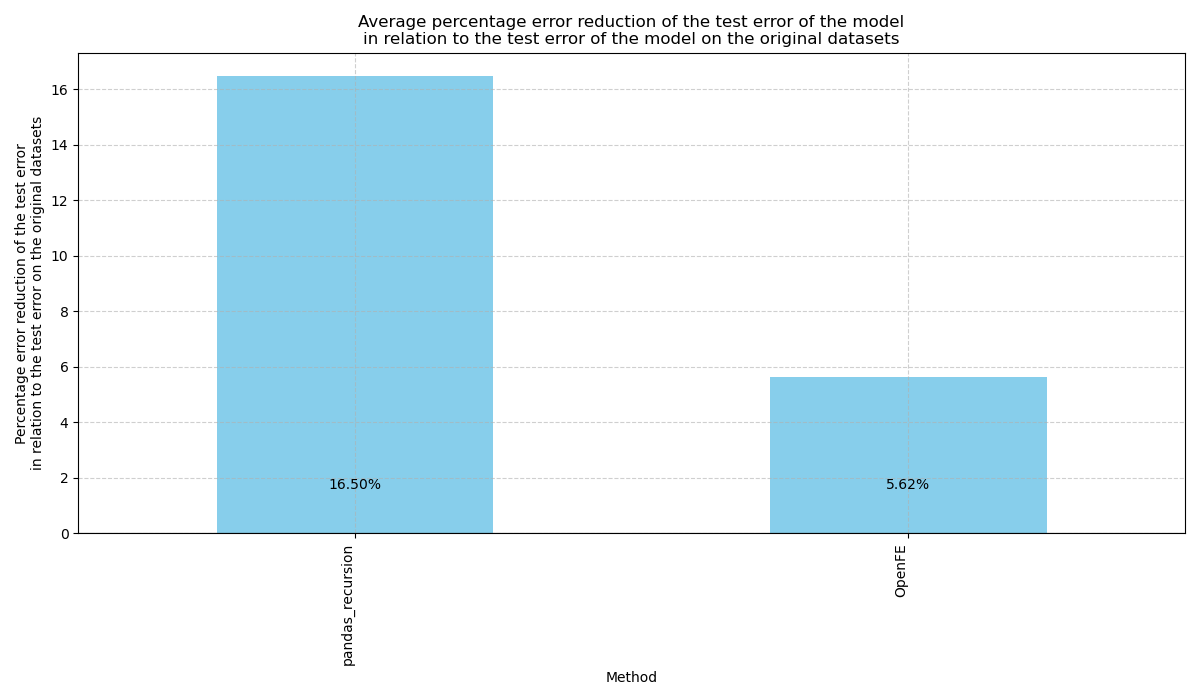 Average percentage error reduction of the test error of the model
in relation to the test error of the model on the original datasets
Percentage error reduction of the test error
in relation to the test error on the original datasets
16
14
12
10
8
6
4
2
0
16.50%
5.62%
pandas_recursion
OpenFE
Method